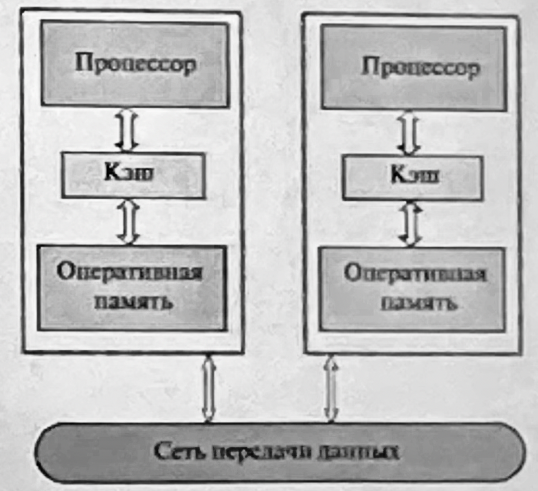 Процессор
Кэш
Оперативная
память
Процессор
Кэш
Оперативная
память
Сеть передачи данных